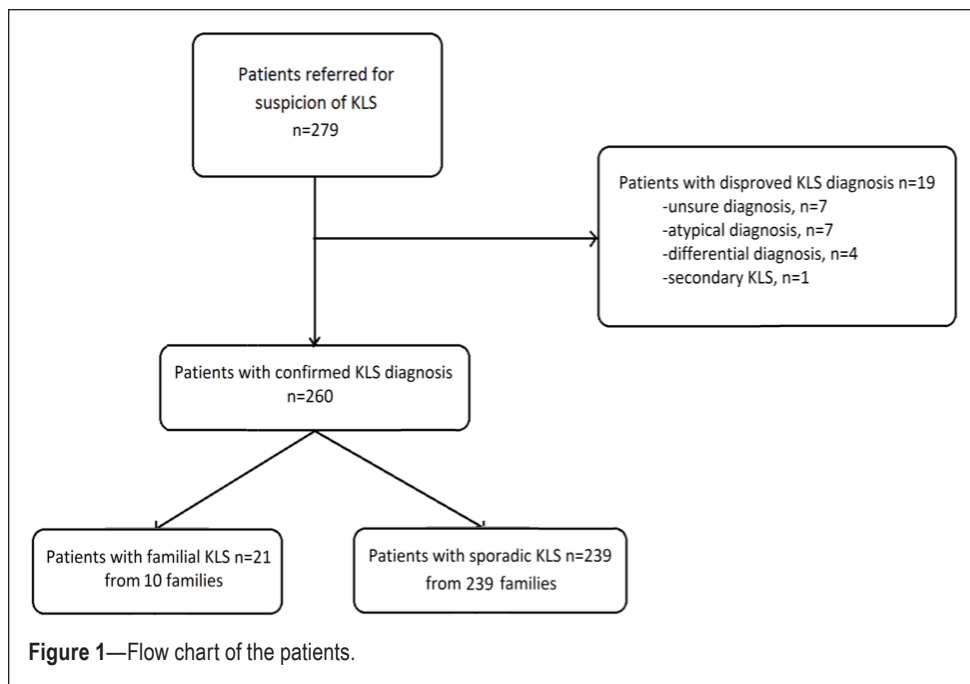 Patients referred for
suspicion of KLS
n=279
Patients with disproved KLS diagnosis n=19
-unsure diagnosis, n=7
-atypical diagnosis, n=7
-differential diagnosis, n=4
-secondary KLS, n=1
Patients with confirmed KLS diagnosis
n=260
Patients with familial KLS n=21
from 10 families
Patients with sporadic KLS n=239
from 239 families
Figure 1—Flow chart of the patients.